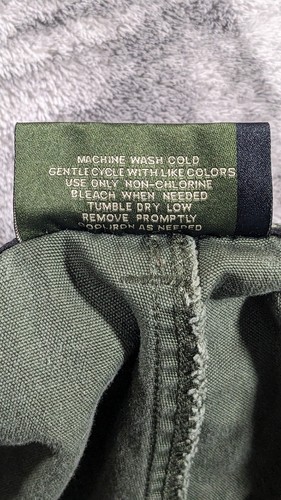 MACHINE WASH COLD
GENTLE CYCLE WITH LIKE COLORS
USE ONLY NON-CHLORINE
BLEACH WHEN NEEDED
TUMBLE DRY LOW
REMOVE PROMPTLY
AS NEEDED